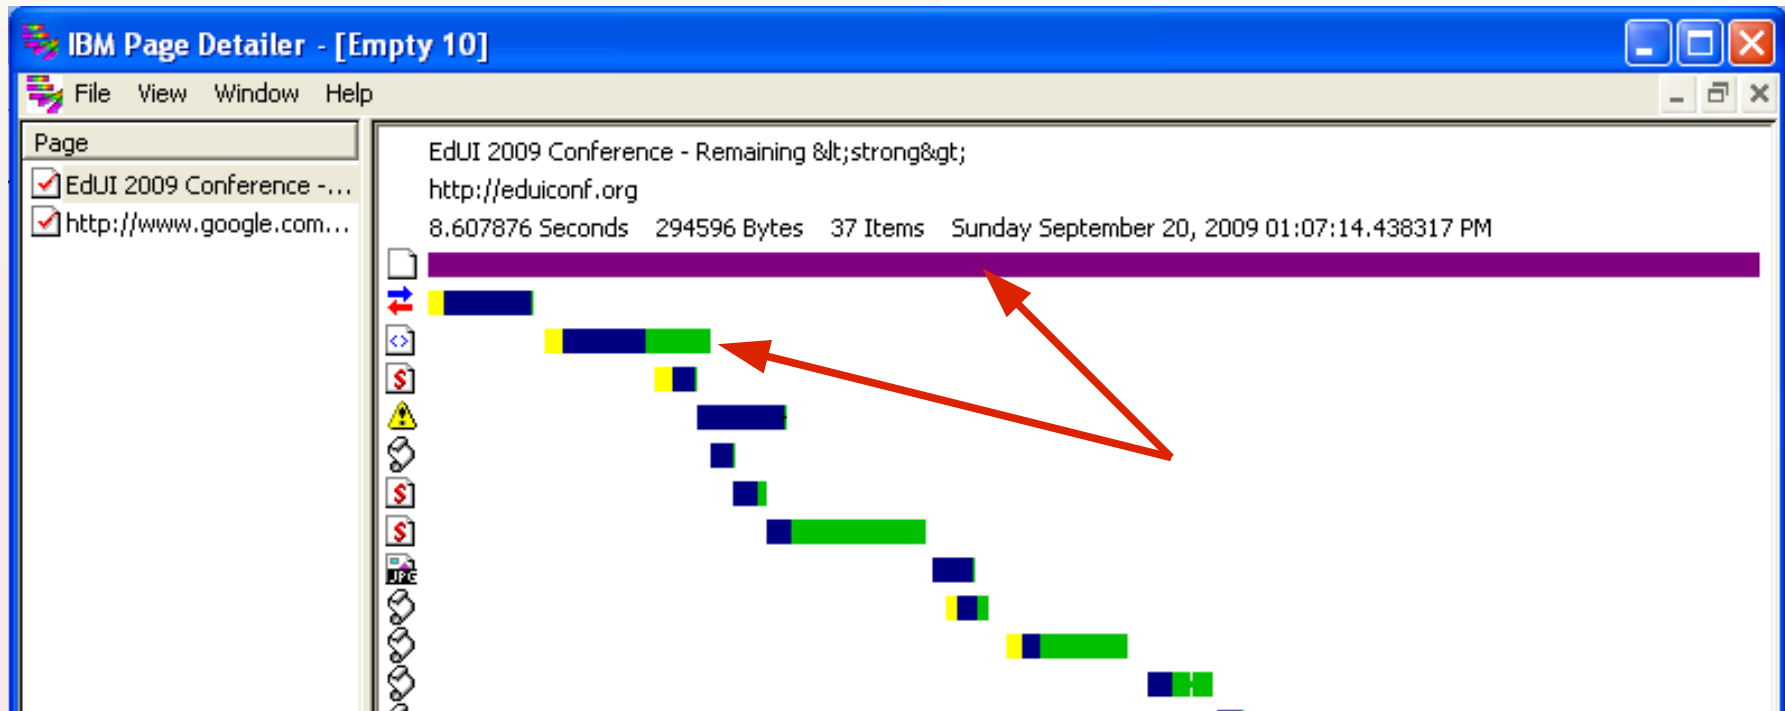 IBM Page Detailer - [Empty 10]
File View Window Help
Page
EdUI 2009 Conference -...
http://www.google.com...
EdUI 2009 Conference - Remaining &lt;strong&gt;
http://eduiconf.org
8.607876 Seconds 294596 Bytes 37 Items Sunday September 20, 2009 01:07:14.438317 PM
JPG